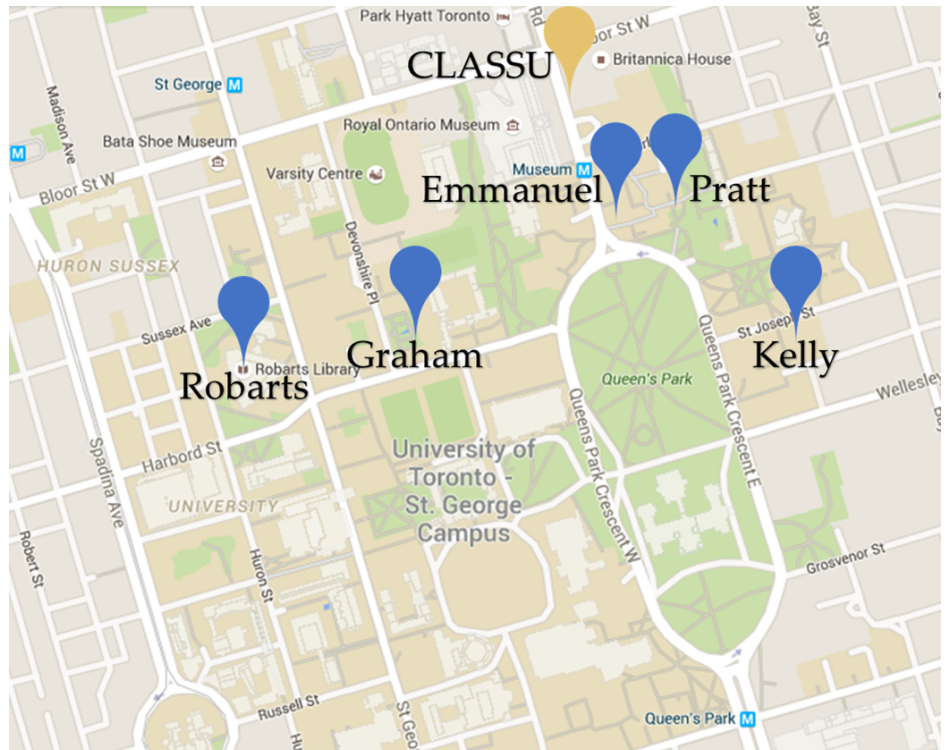 Park Hyatt Toronto
Rd
Bloor St W
Bay St
CLASSU
Britannica House
St George M
Madison Ave
Bata Shoe Museum
Royal Ontario Museum
M
Museum M
Varsity Centre
Emmanuel
Pratt
Bloor St W
HURON SUSSEX
Devonshire Pl
Sussex Ave
St Joseph St
Robarts Library
Graham
Kelly
Robarts
Queen's Park
Queens Park Crescent E
Wellesley
Queens Park Crescent W
Harbord St
Spadina Ave
University of
Toronto -
St. George
Campus
UNIVERSITY
Robert St
Huron St
Grosvenor St
Russell St
St Geo
Hur
Queen's Park M